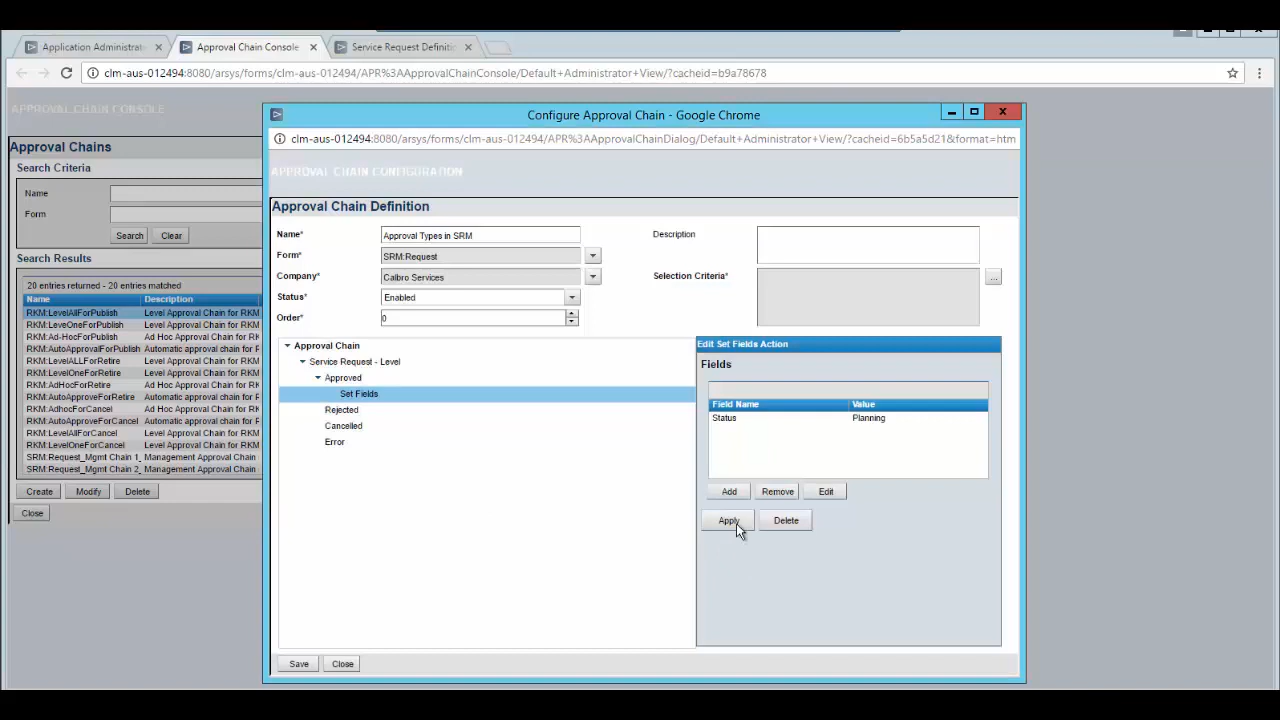 Application Administrat
Approval Chain Console
Service Request Definiti
clm-aus-012494:8080/arsys/forms/clm-aus-012494/APR%3AApprovalChainConsole/Default+Administrator+View/?cacheid=b9a78678
APPROVAL CHAIN CONSOLE
Approval Chains
Search Criteria
Name
Form
Search
Clear
Search Results
20 entries returned - 20 entries matched
Name Description
RKM:LevelAllForPublish Level Approval Chain for RKM
RKM:LevelOneForPublish Level Approval Chain for RKM
RKM:Ad-HocForPublish Ad Hoc Approval Chain for RK
RKM:AutoApprovalForPublish Automatic approval chain f
RKM:LevelALLForRetire Level Approval Chain for RKM
RKM:LevelOneForRetire Level Approval Chain for RKM
RKM:AdHocForRetire Ad Hoc Approval Chain for RK
RKM:AutoApproveForRetire Automatic approval chain for
RKM:AdhocForCancel Ad Hoc Approval Chain for RK
RKM:AutoApproveForCancel Automatic approval chain for
RKM:LevelAllForCancel Level Approval Chain for RKM
RKM:LevelOneForCancel Level Approval Chain for RKM
SRM:Request_Mgmt Chain 1_ Management Approval Chain
SRM:Request_Mgmt Chain 2_ Management Approval Chain
Create
Modify
Delete
Close
Configure Approval Chain - Google Chrome
clm-aus-012494:8080/arsys/forms/clm-aus-012494/APR%3AApprovalChainDialog/Default+Administrator+View/?cacheid=6b5a5d21&format=htm
APPROVAL CHAIN CONFIGURATION
Approval Chain Definition
Name* Approval Types in SRM
Form* SRM:Request
Company* Calbro Services
Status* Enabled
Order* 0
Description
Selection Criteria*
...
Approval Chain
Service Request - Level
Approved
Set Fields
Rejected
Cancelled
Error
Edit Set Fields Action
Fields
Field Name Value
Status Planning
Add
Remove
Edit
Apply
Delete
Save
Close